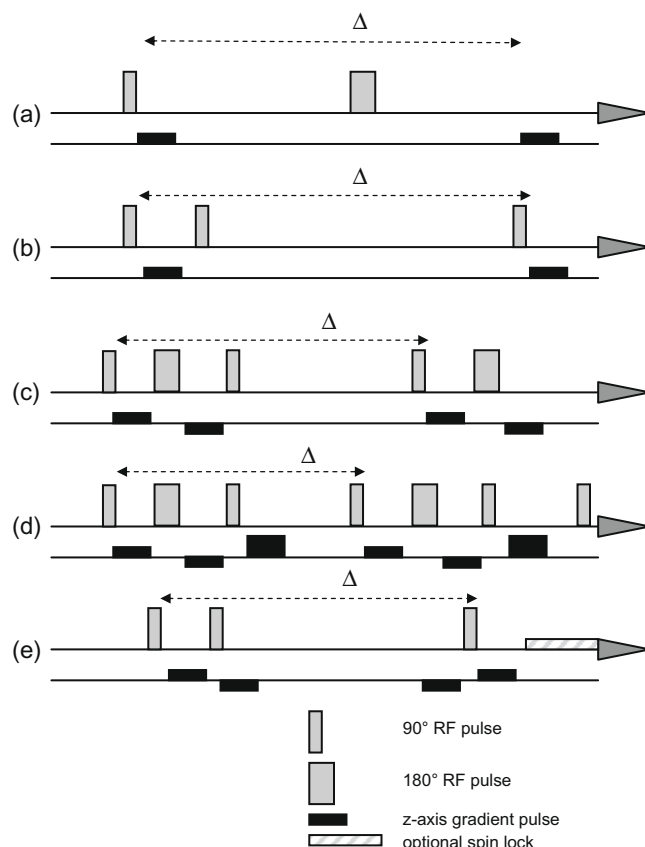 Δ
(a)
Δ
(b)
Δ
(c)
Δ
(d)
Δ
(e)
90° RF pulse
180° RF pulse
z-axis gradient pulse
optional spin lock